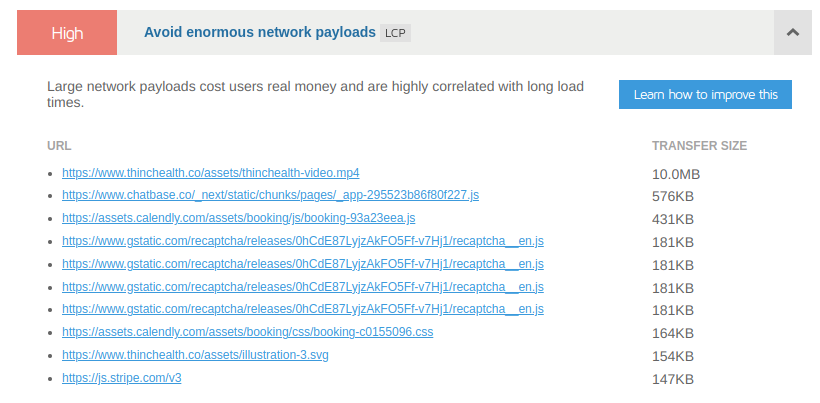 High Avoid enormous network payloads LCP
Large network payloads cost users real money and are highly correlated with long load
times.
Learn how to improve this
URL TRANSFER SIZE
https://www.thinchealth.co/assets/thinchealth-video.mp4 10.0MB
https://www.chatbase.co/_next/static/chunks/pages/_app-295523b86f80f227.js 576KB
https://assets.calendly.com/assets/booking/js/booking-93a23eea.js 431KB
https://www.gstatic.com/recaptcha/releases/0hCdE87LyjzAkFO5Ff-v7Hj1/recaptcha__en.js 181KB
https://www.gstatic.com/recaptcha/releases/0hCdE87LyjzAkFO5Ff-v7Hj1/recaptcha__en.js 181KB
https://www.gstatic.com/recaptcha/releases/0hCdE87LyjzAkFO5Ff-v7Hj1/recaptcha__en.js 181KB
https://www.gstatic.com/recaptcha/releases/0hCdE87LyjzAkFO5Ff-v7Hj1/recaptcha__en.js 181KB
https://assets.calendly.com/assets/booking/css/booking-c0155096.css 164KB
https://www.thinchealth.co/assets/illustration-3.svg 154KB
https://js.stripe.com/v3 147KB